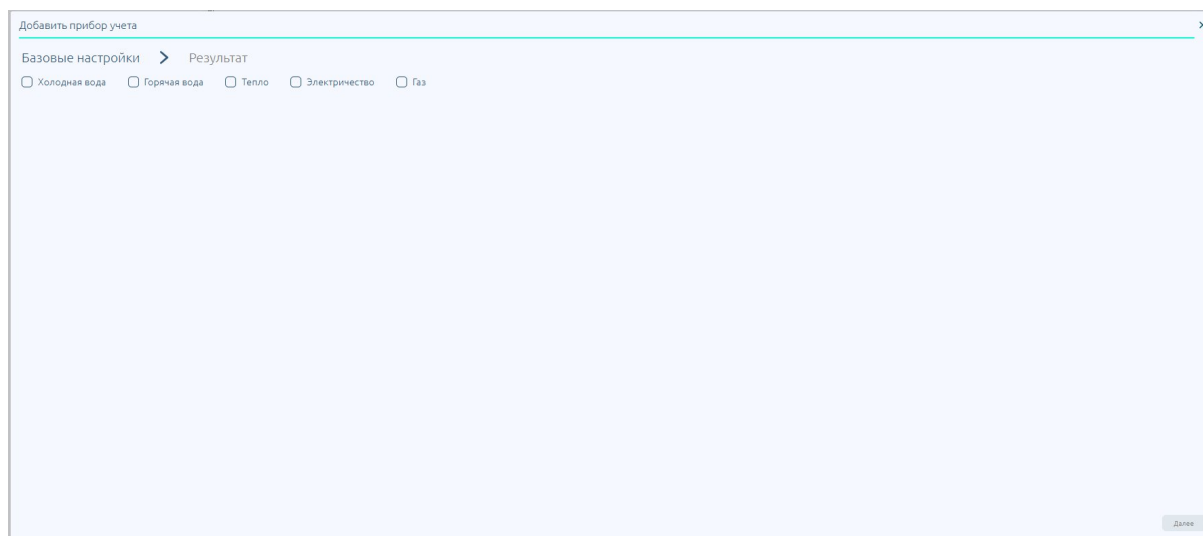 Добавить прибор учета
Базовые настройки > Результат
Холодная вода Горячая вода Тепло Электричество Газ
Далее